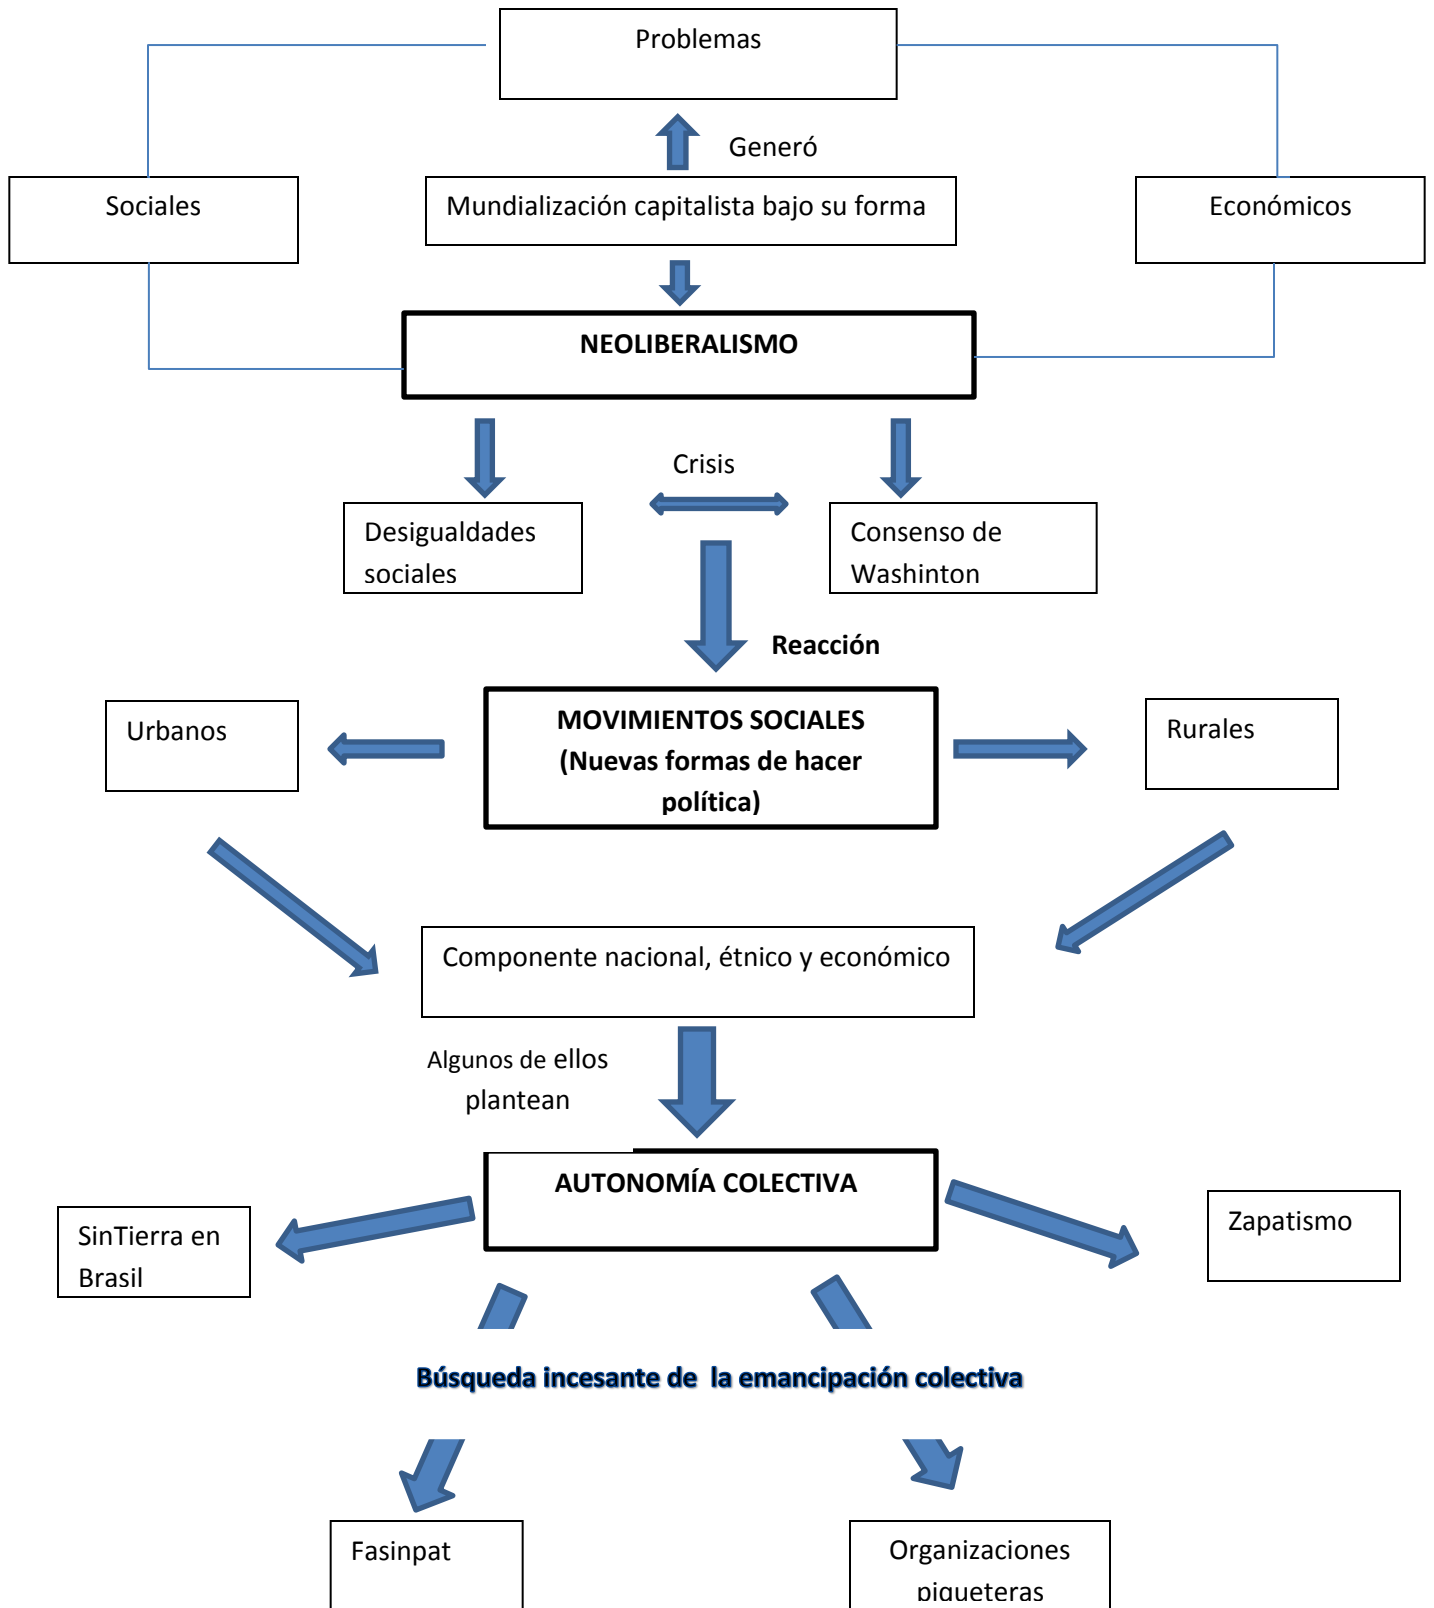 Problemas
Generó
Sociales
Mundialización capitalista bajo su forma
Económicos
NEOLIBERALISMO
Crisis
Desigualdades
sociales
Consenso de
Washinton
Reacción
Urbanos
MOVIMIENTOS SOCIALES
(Nuevas formas de hacer
política)
Rurales
Componente nacional, étnico y económico
Algunos de ellos
plantean
AUTONOMÍA COLECTIVA
SinTierra en
Brasil
Zapatismo
Búsqueda incesante de la emancipación colectiva
Fasinpat
Organizaciones
piqueteras